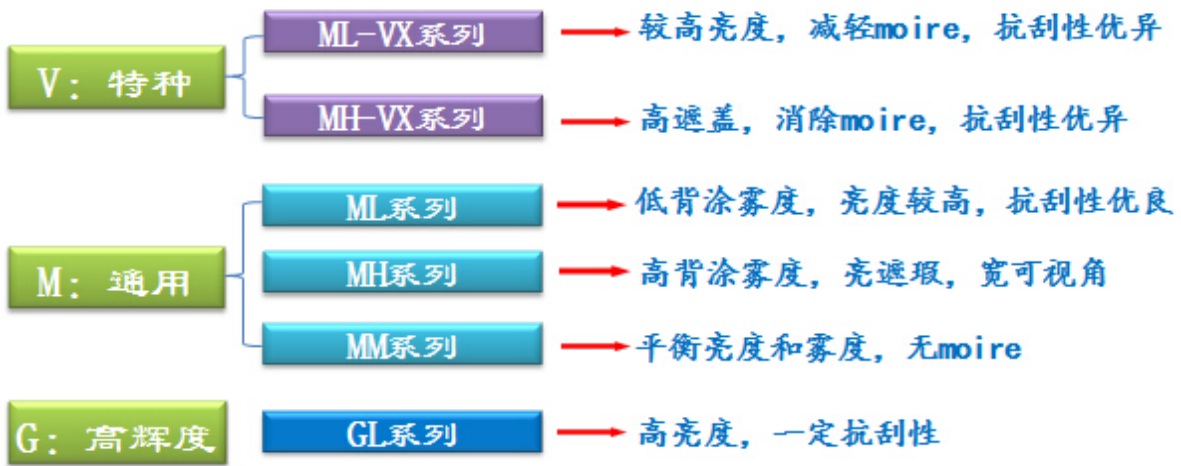 V：特种
ML-VX系列
较高亮度，减轻moire，抗刮性优异
MH-VX系列
高遮盖，消除moire，抗刮性优异
M：通用
ML系列
低背涂雾度，亮度较高，抗刮性优良
MH系列
高背涂雾度，亮遮瑕，宽可视角
MM系列
平衡亮度和雾度，无moire
G：高辉度
GL系列
高亮度，一定抗刮性